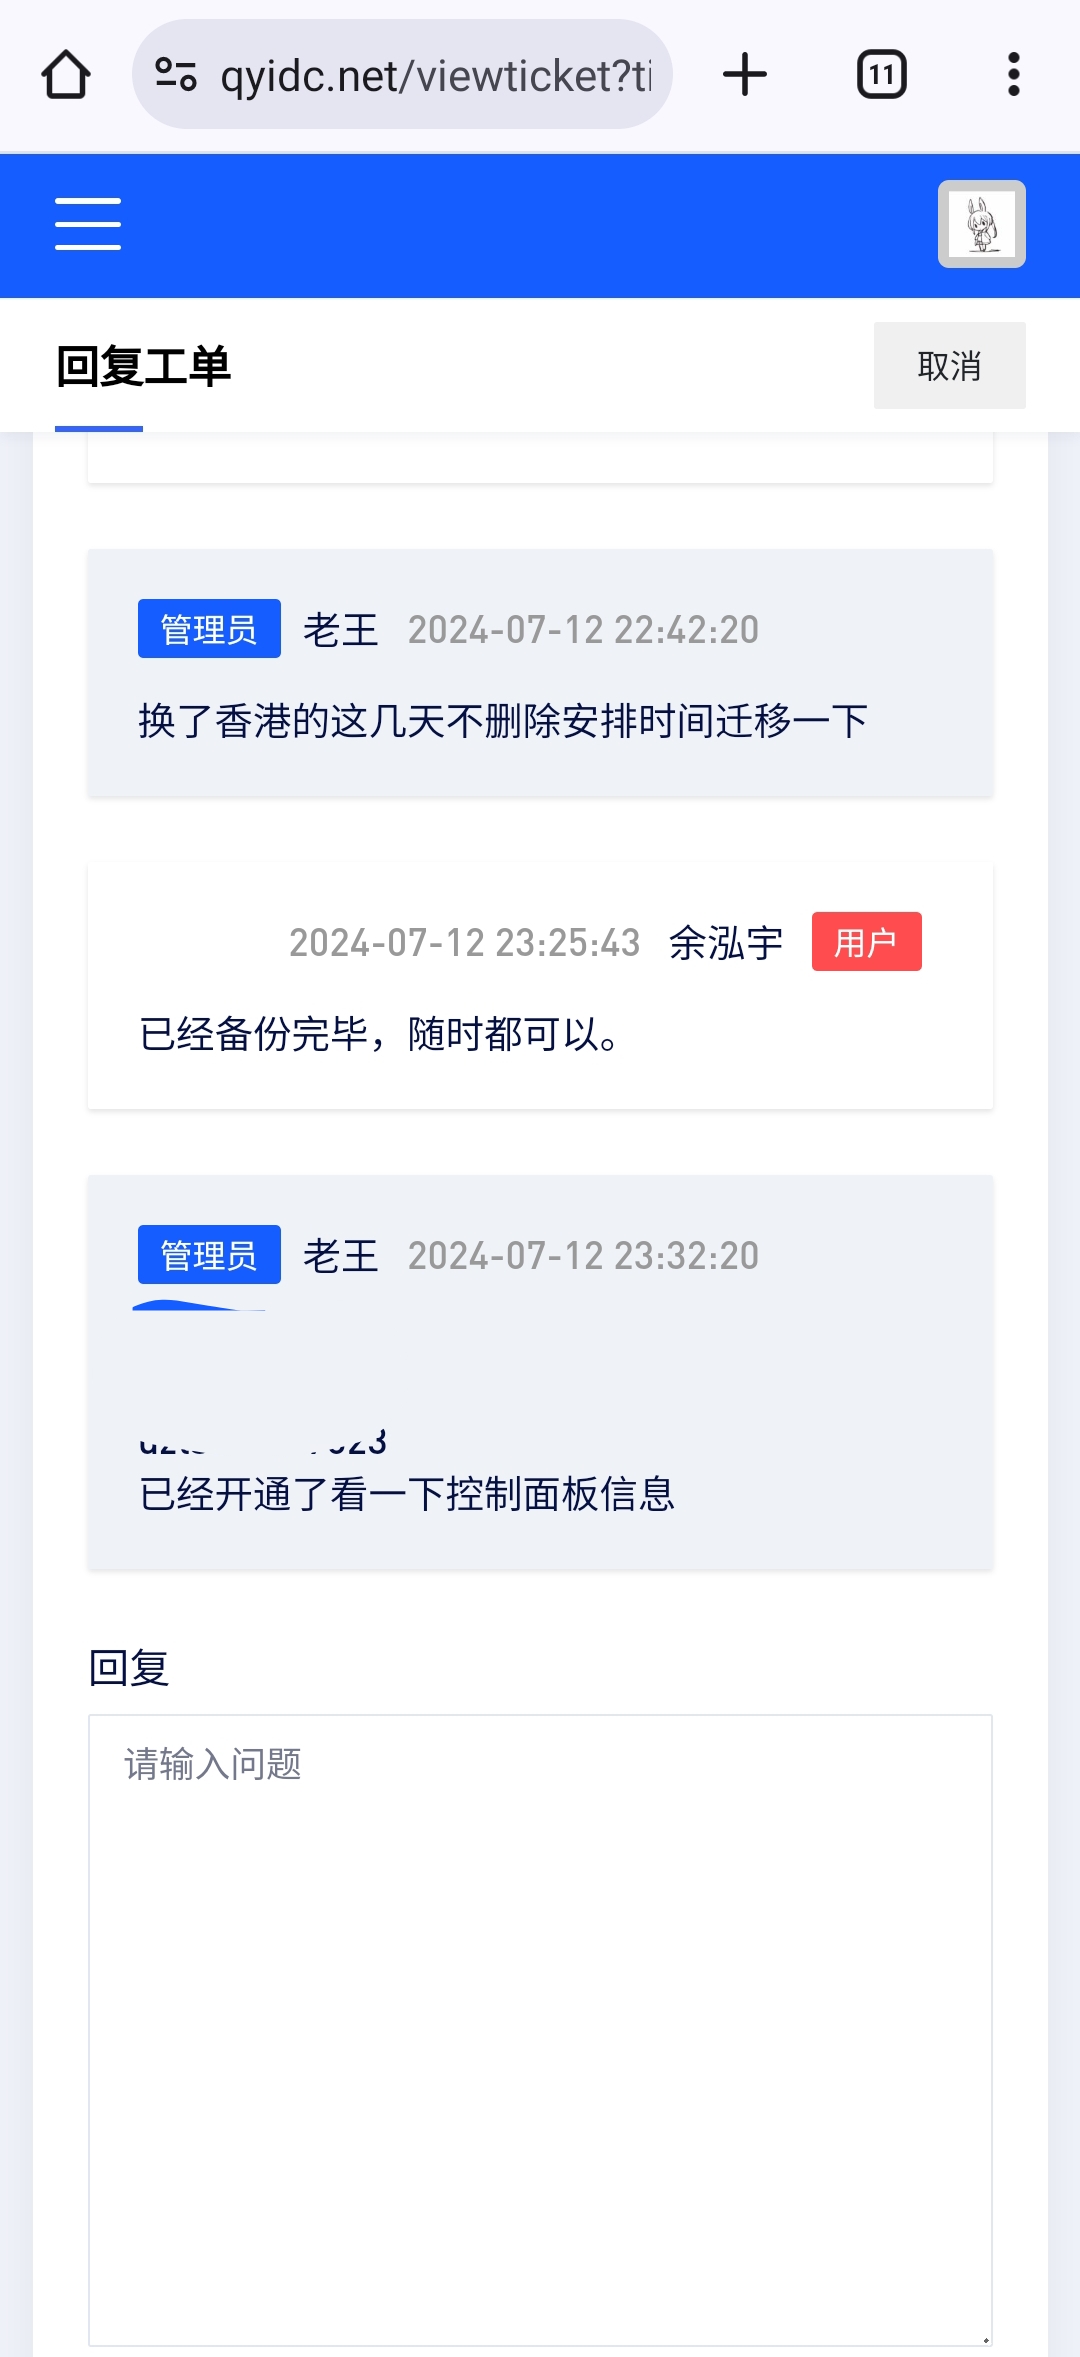 qyidc.net/viewticket?ti
11
回复工单
取消
管理员 老王 2024-07-12 22:42:20
换了香港的这几天不删除安排时间迁移一下
2024-07-12 23:25:43 余泓宇 用户
已经备份完毕，随时都可以。
管理员 老王 2024-07-12 23:32:20
已经开通了看一下控制面板信息
回复
请输入问题